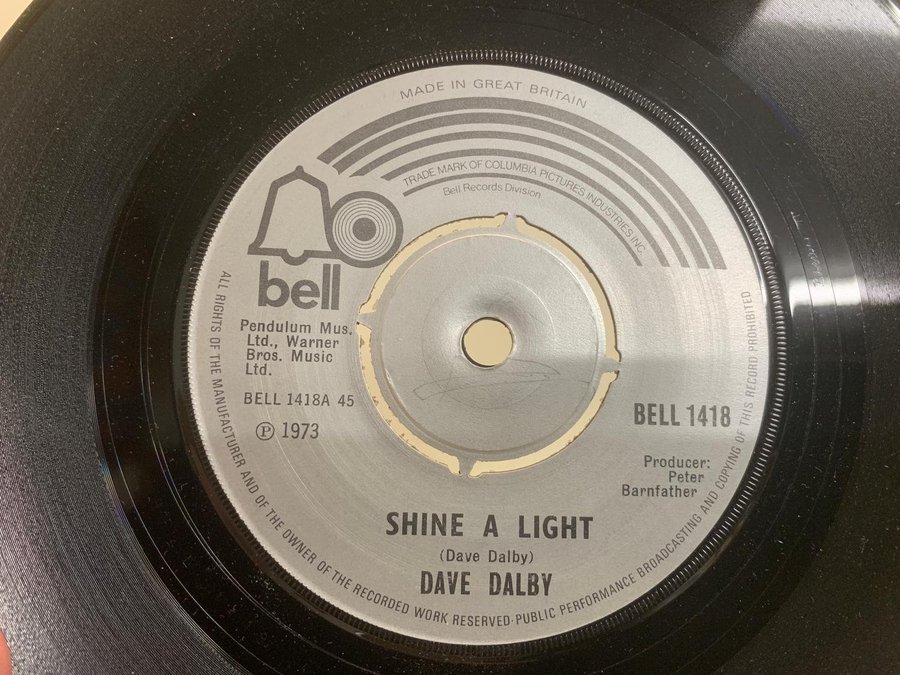 MADE IN GREAT BRITAIN
TRADE MARK OF COLUMBIA PICTURES INDUSTRIES INC.
Bell Records Division
bell
Pendulum Mus.
Ltd., Warner
Bros. Music
Ltd.
BELL 1418A 45
Ⓟ 1973
BELL 1418
Producer:
Peter
Barnfather
SHINE A LIGHT
(Dave Dalby)
DAVE DALBY
ALL RIGHTS OF THE MANUFACTURER AND OF THE OWNER OF THE RECORDED WORK RESERVED·PUBLIC PERFORMANCE BROADCASTING AND COPYING OF THIS RECORD PROHIBITED